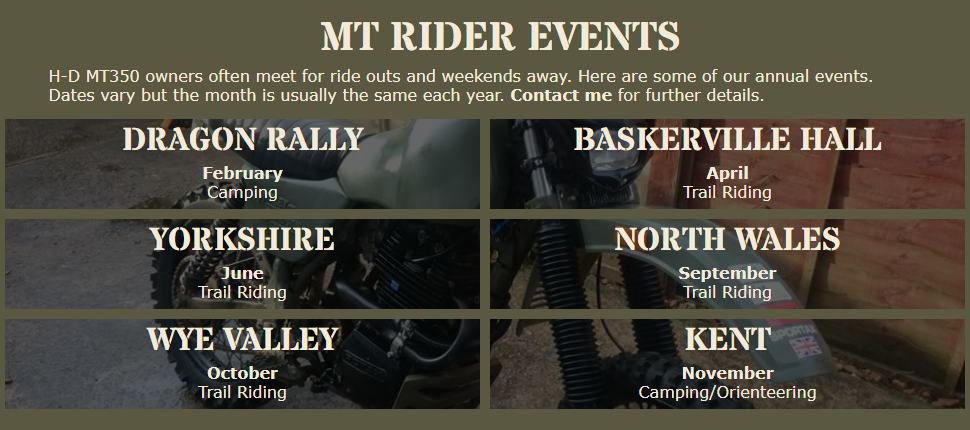 MT RIDER EVENTS
H-D MT350 owners often meet for ride outs and weekends away. Here are some of our annual events.
Dates vary but the month is usually the same each year. Contact me for further details.
DRAGON RALLY
February
Camping
BASKERVILLE HALL
April
Trail Riding
YORKSHIRE
June
Trail Riding
NORTH WALES
September
Trail Riding
WYE VALLEY
October
Trail Riding
KENT
November
Camping/Orienteering